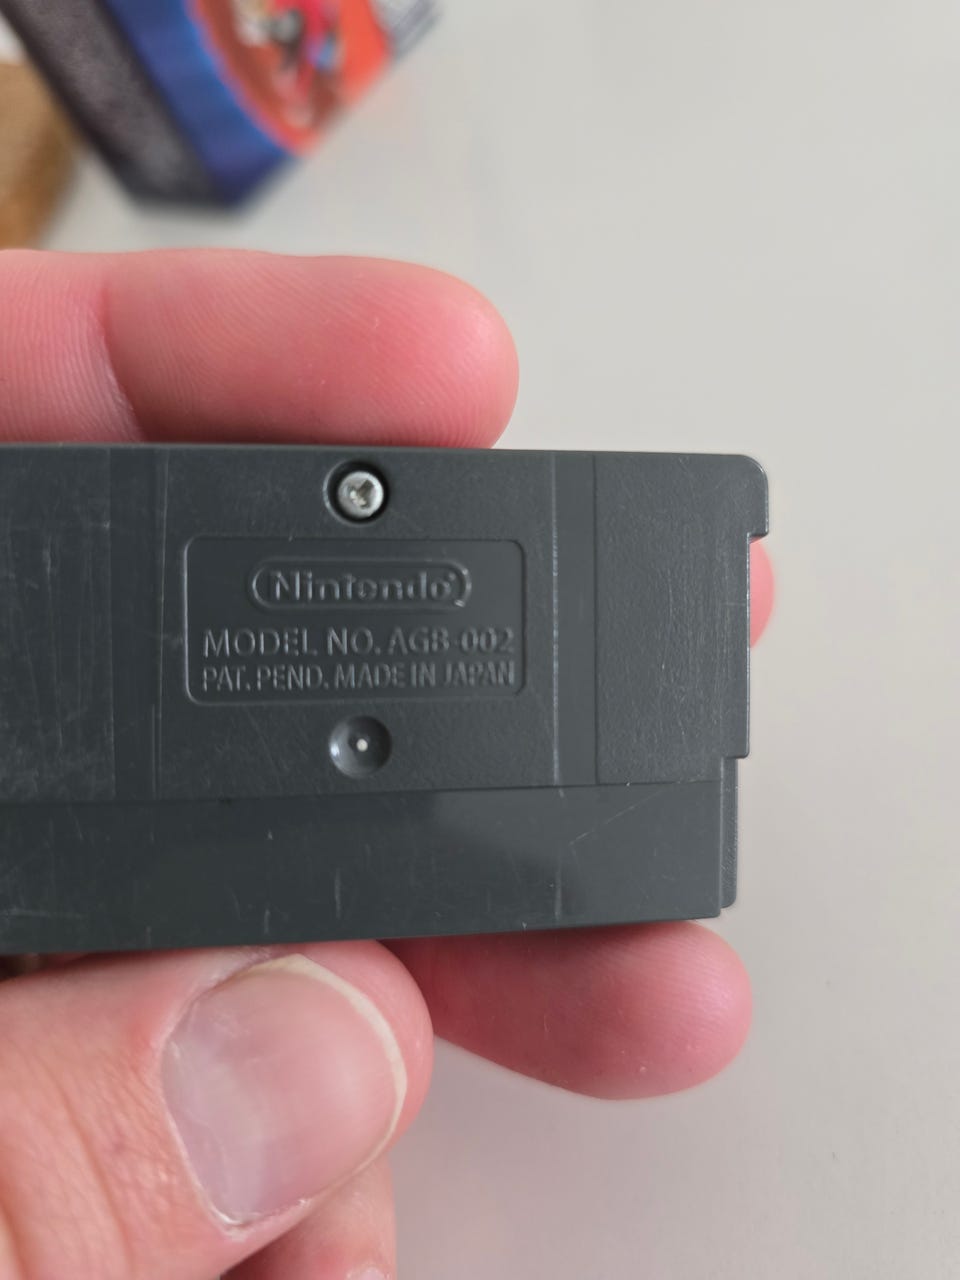 Nintendo®
MODEL NO. AGB-002
PAT. PEND. MADE IN JAPAN